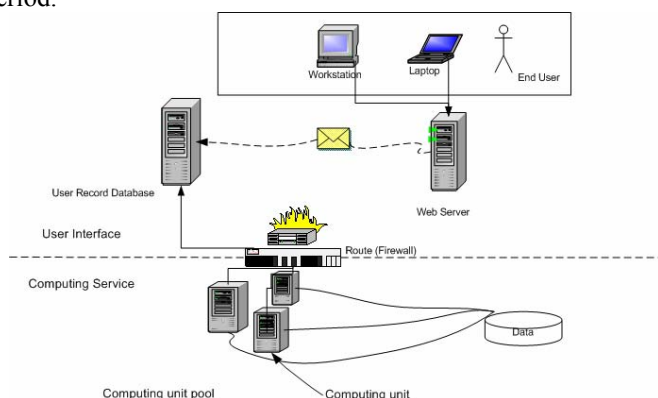 period.
Workstation
Laptop
End User
User Record Database
Web Server
User Interface
Route (Firewall)
Computing Service
Data
Computing unit pool
Computing unit